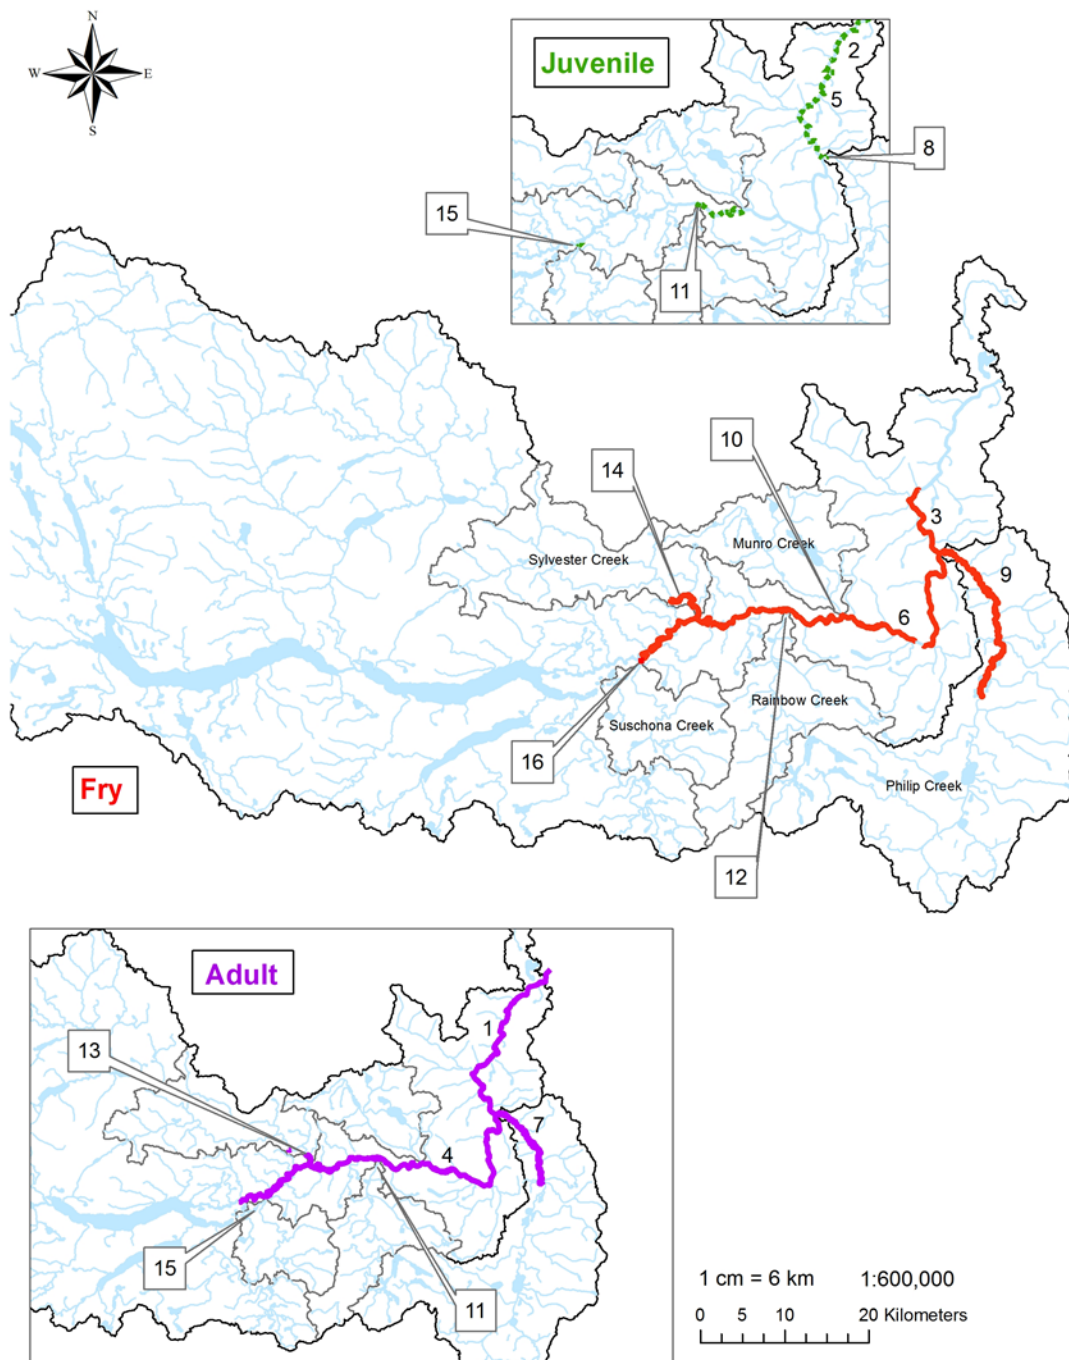 N
W E
S
Juvenile
2
5
8
15
11
10
14
3
Munro Creek
Sylvester Creek
9
6
Rainbow Creek
Suschona Creek
16
Fry
Philip Creek
12
Adult
1
13
7
4
15
11
1 cm = 6 km 1:600,000
0 5 10 20 Kilometers